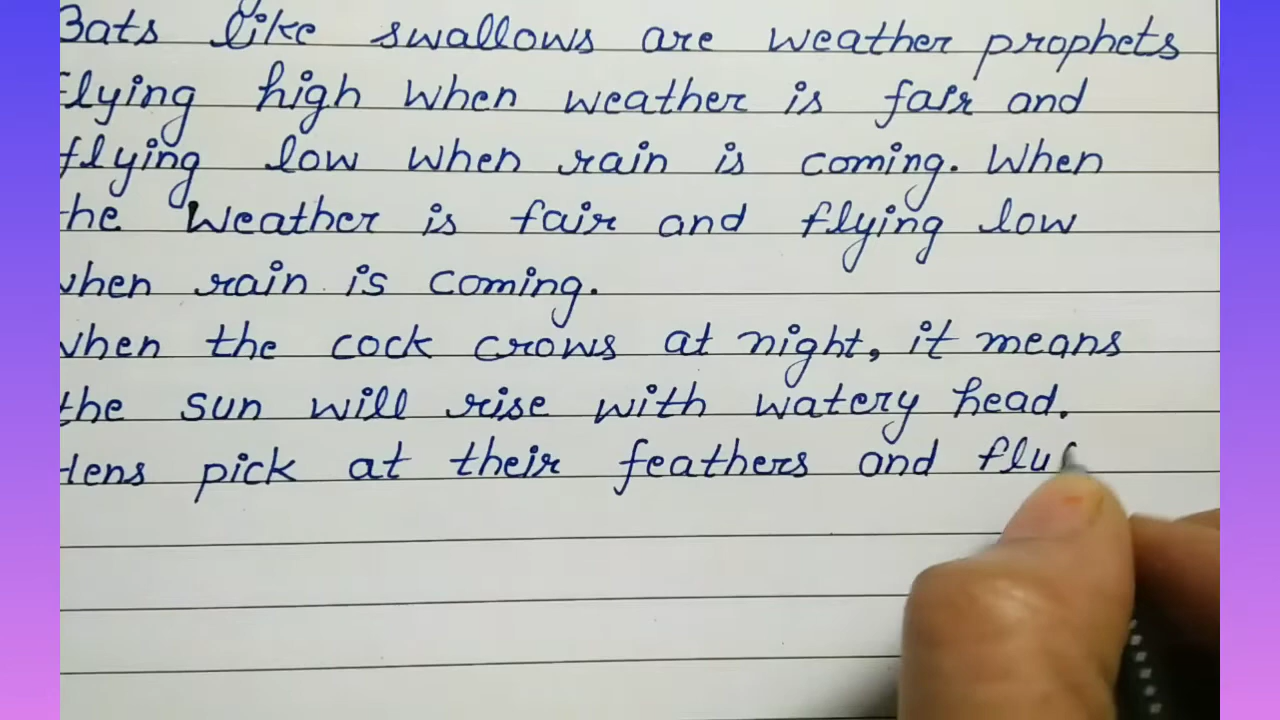 Bats like swallows are weather prophets
flying high when weather is fair and
flying low when rain is coming. When
the weather is fair and flying low
when rain is coming.
when the cock crows at night, it means
the sun will rise with watery head.
Hens pick at their feathers and fluf